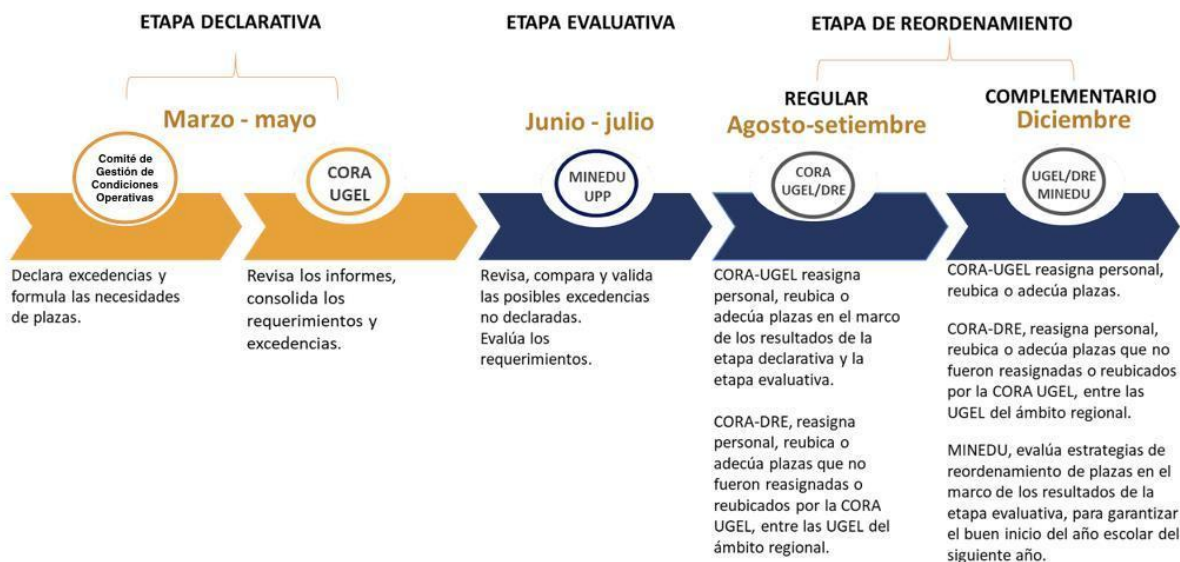 ETAPA DECLARATIVA
Marzo - mayo
Comité de
Gestión de
Condiciones
Operativas
Declara excedencias y
formula las necesidades
de plazas.
CORA
UGEL
Revisa los informes,
consolida los
requerimientos y
excedencias.
ETAPA EVALUATIVA
Junio - julio
MINEDU
UPP
Revisa, compara y valida
las posibles excedencias
no declaradas.
Evalúa los
requerimientos.
ETAPA DE REORDENAMIENTO
REGULAR
Agosto-setiembre
CORA
UGEL/DRE
CORA-UGEL reasigna
personal, reubica o
adecúa plazas en el marco
de los resultados de la
etapa declarativa y la
etapa evaluativa.
CORA-DRE, reasigna
personal, reubica o
adecúa plazas que no
fueron reasignadas o
reubicados por la CORA
UGEL, entre las UGEL del
ámbito regional.
COMPLEMENTARIO
Diciembre
UGEL/DRE
MINEDU
CORA-UGEL reasigna personal,
reubica o adecúa plazas.
CORA-DRE, reasigna personal,
reubica o adecúa plazas que no
fueron reasignadas o reubicados
por la CORA UGEL, entre las
UGEL del ámbito regional.
MINEDU, evalúa estrategias de
reordenamiento de plazas en el
marco de los resultados de la
etapa evaluativa, para garantizar
el buen inicio del año escolar del
siguiente año.